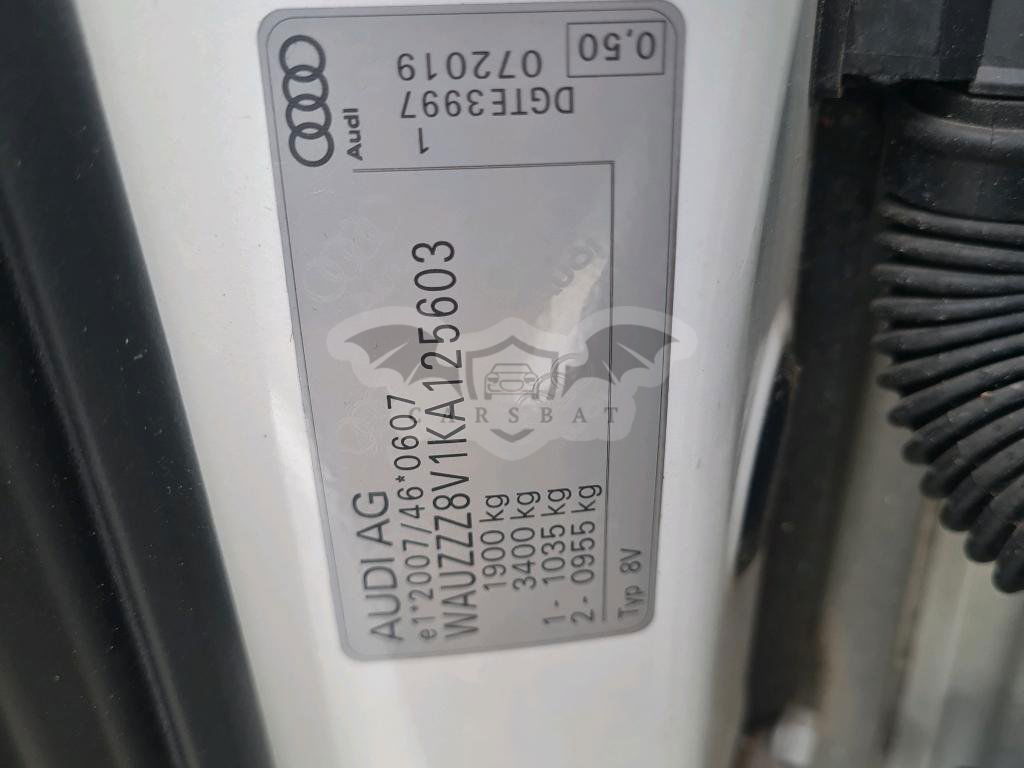 AUDI AG
e1*2007/46*0607
WAUZZZ8V1KA125603
1900 kg
3400 kg
1- 1035 kg
2- 0955 kg
Typ 8V
Audi
1
DGTE3997
072019
0,50
CARSBAT